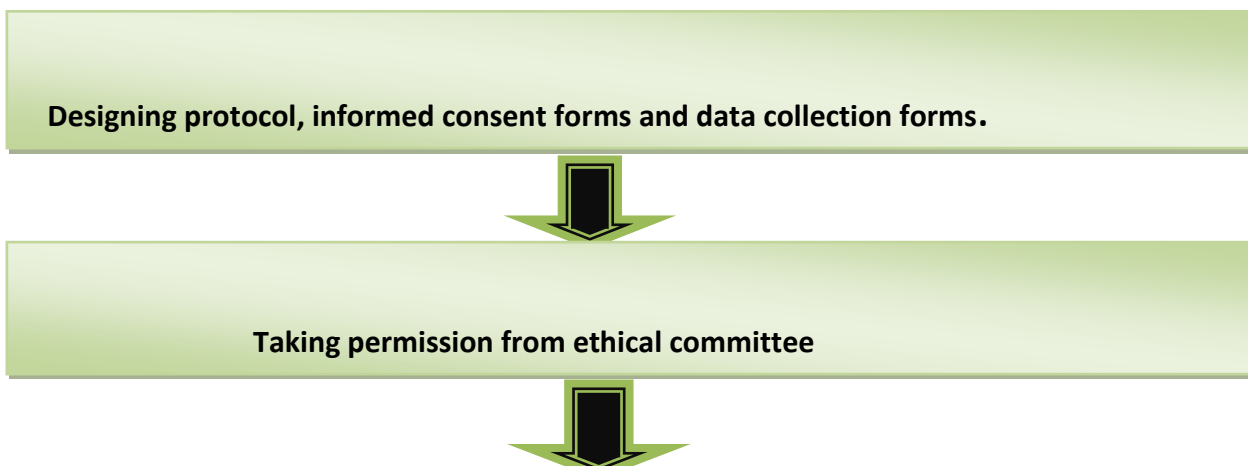 Designing protocol, informed consent forms and data collection forms.
Taking permission from ethical committee